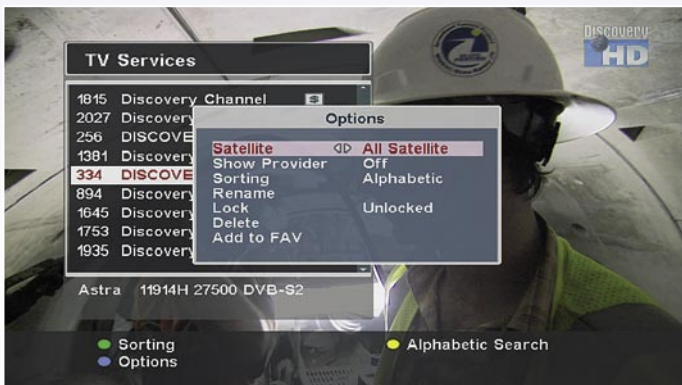 Discovery
HD
TV Services
1815 Discovery Channel $
2027 Discovery
256 DISCOVE
1381 Discovery
334 DISCOVE
894 Discovery
1645 Discovery
1753 Discovery
1935 Discovery
Options
Satellite All Satellite
Show Provider Off
Sorting Alphabetic
Rename
Lock Unlocked
Delete
Add to FAV
Astra 11914H 27500 DVB-S2
Sorting
Alphabetic Search
Options